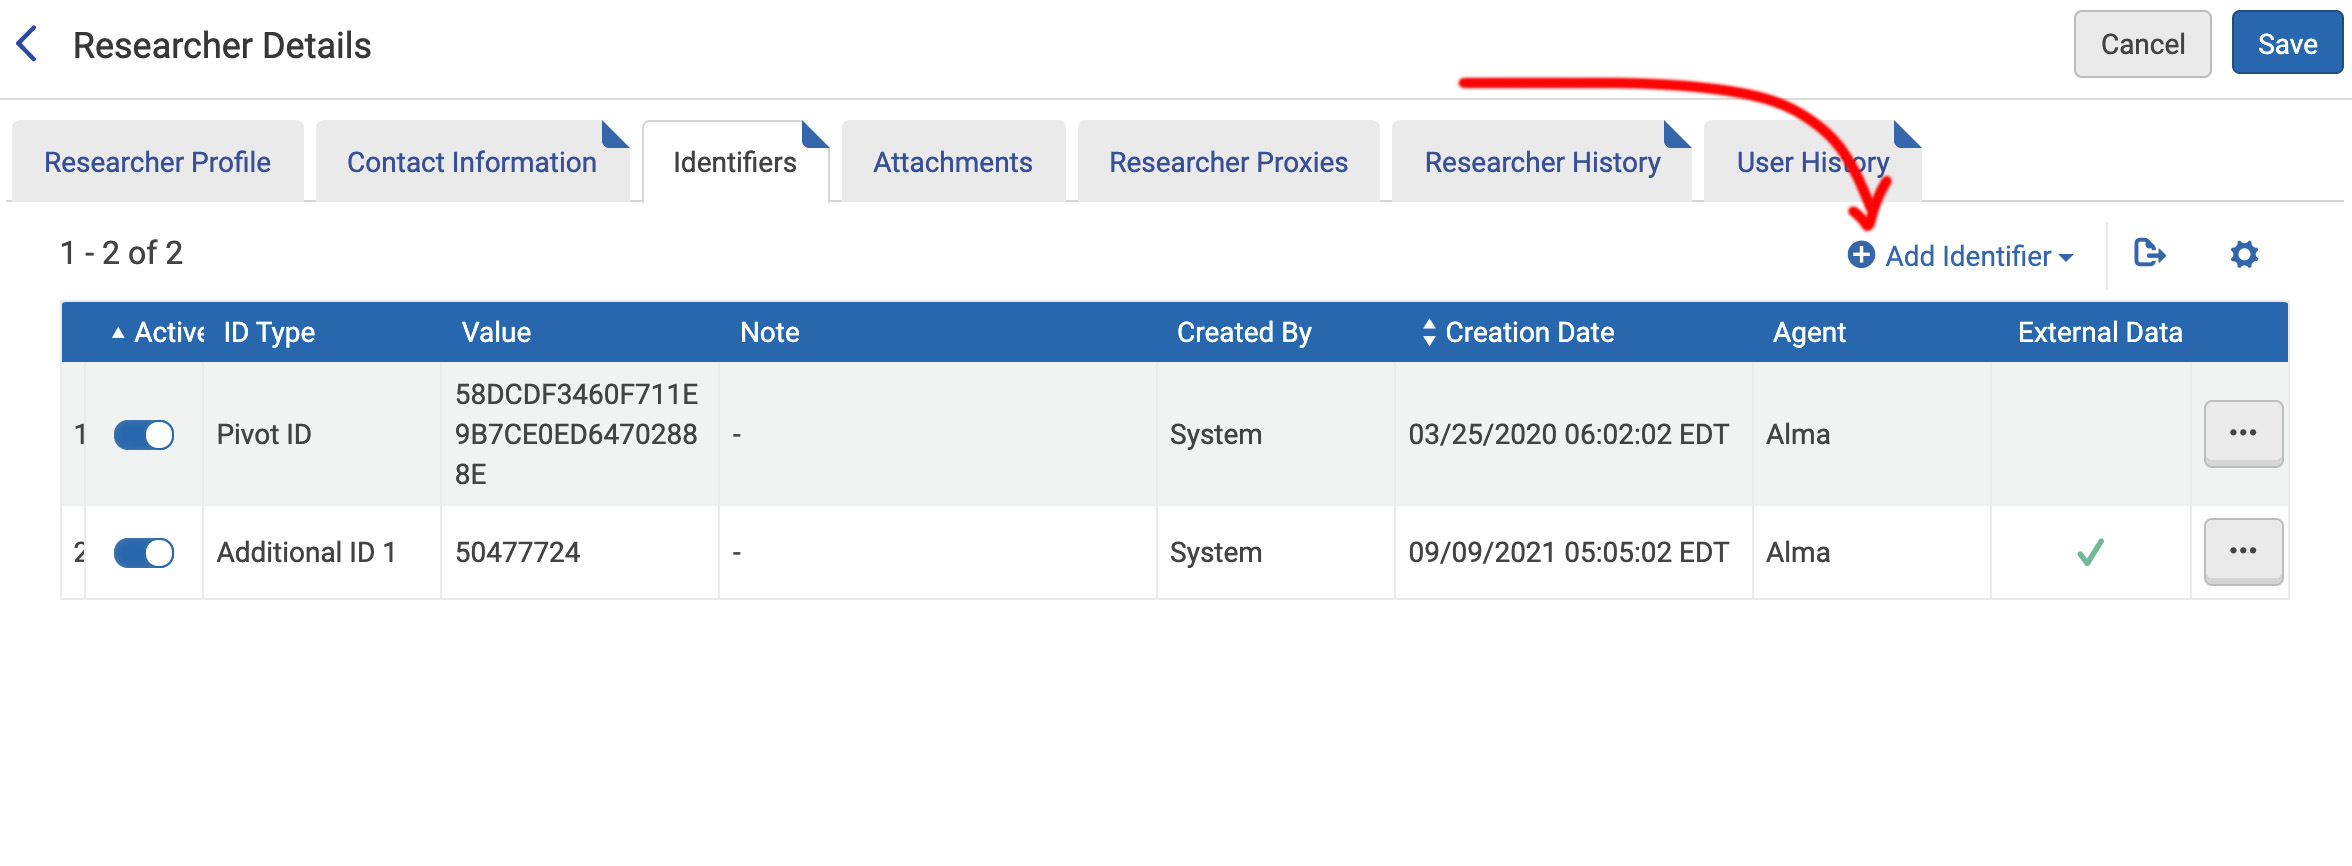 Researcher Details
Cancel
Save
Researcher Profile
Contact Information
Identifiers
Attachments
Researcher Proxies
Researcher History
User History
1 - 2 of 2
Add Identifier
Active ID Type Value Note Created By Creation Date Agent External Data
58DCDF3460F711E
1 Pivot ID 9B7CE0ED6470288 - System 03/25/2020 06:02:02 EDT Alma
8E
2 Additional ID 1 50477724 - System 09/09/2021 05:05:02 EDT Alma